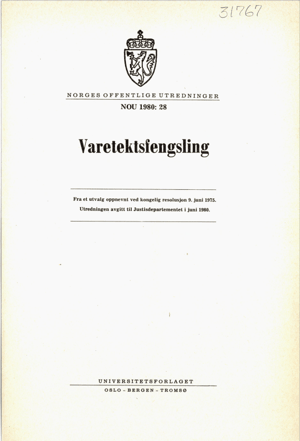 31767
NORGES OFFENTLIGE UTREDNINGER
NOU 1980: 28
Varetektsfengsling
Fra et utvalg oppnevnt ved kongelig resolusjon 9. juni 1975.
Utredningen avgitt til Justisdepartementet i juni 1980.
UNIVERSITETSFORLAGET
OSLO - BERGEN - TROMSØ